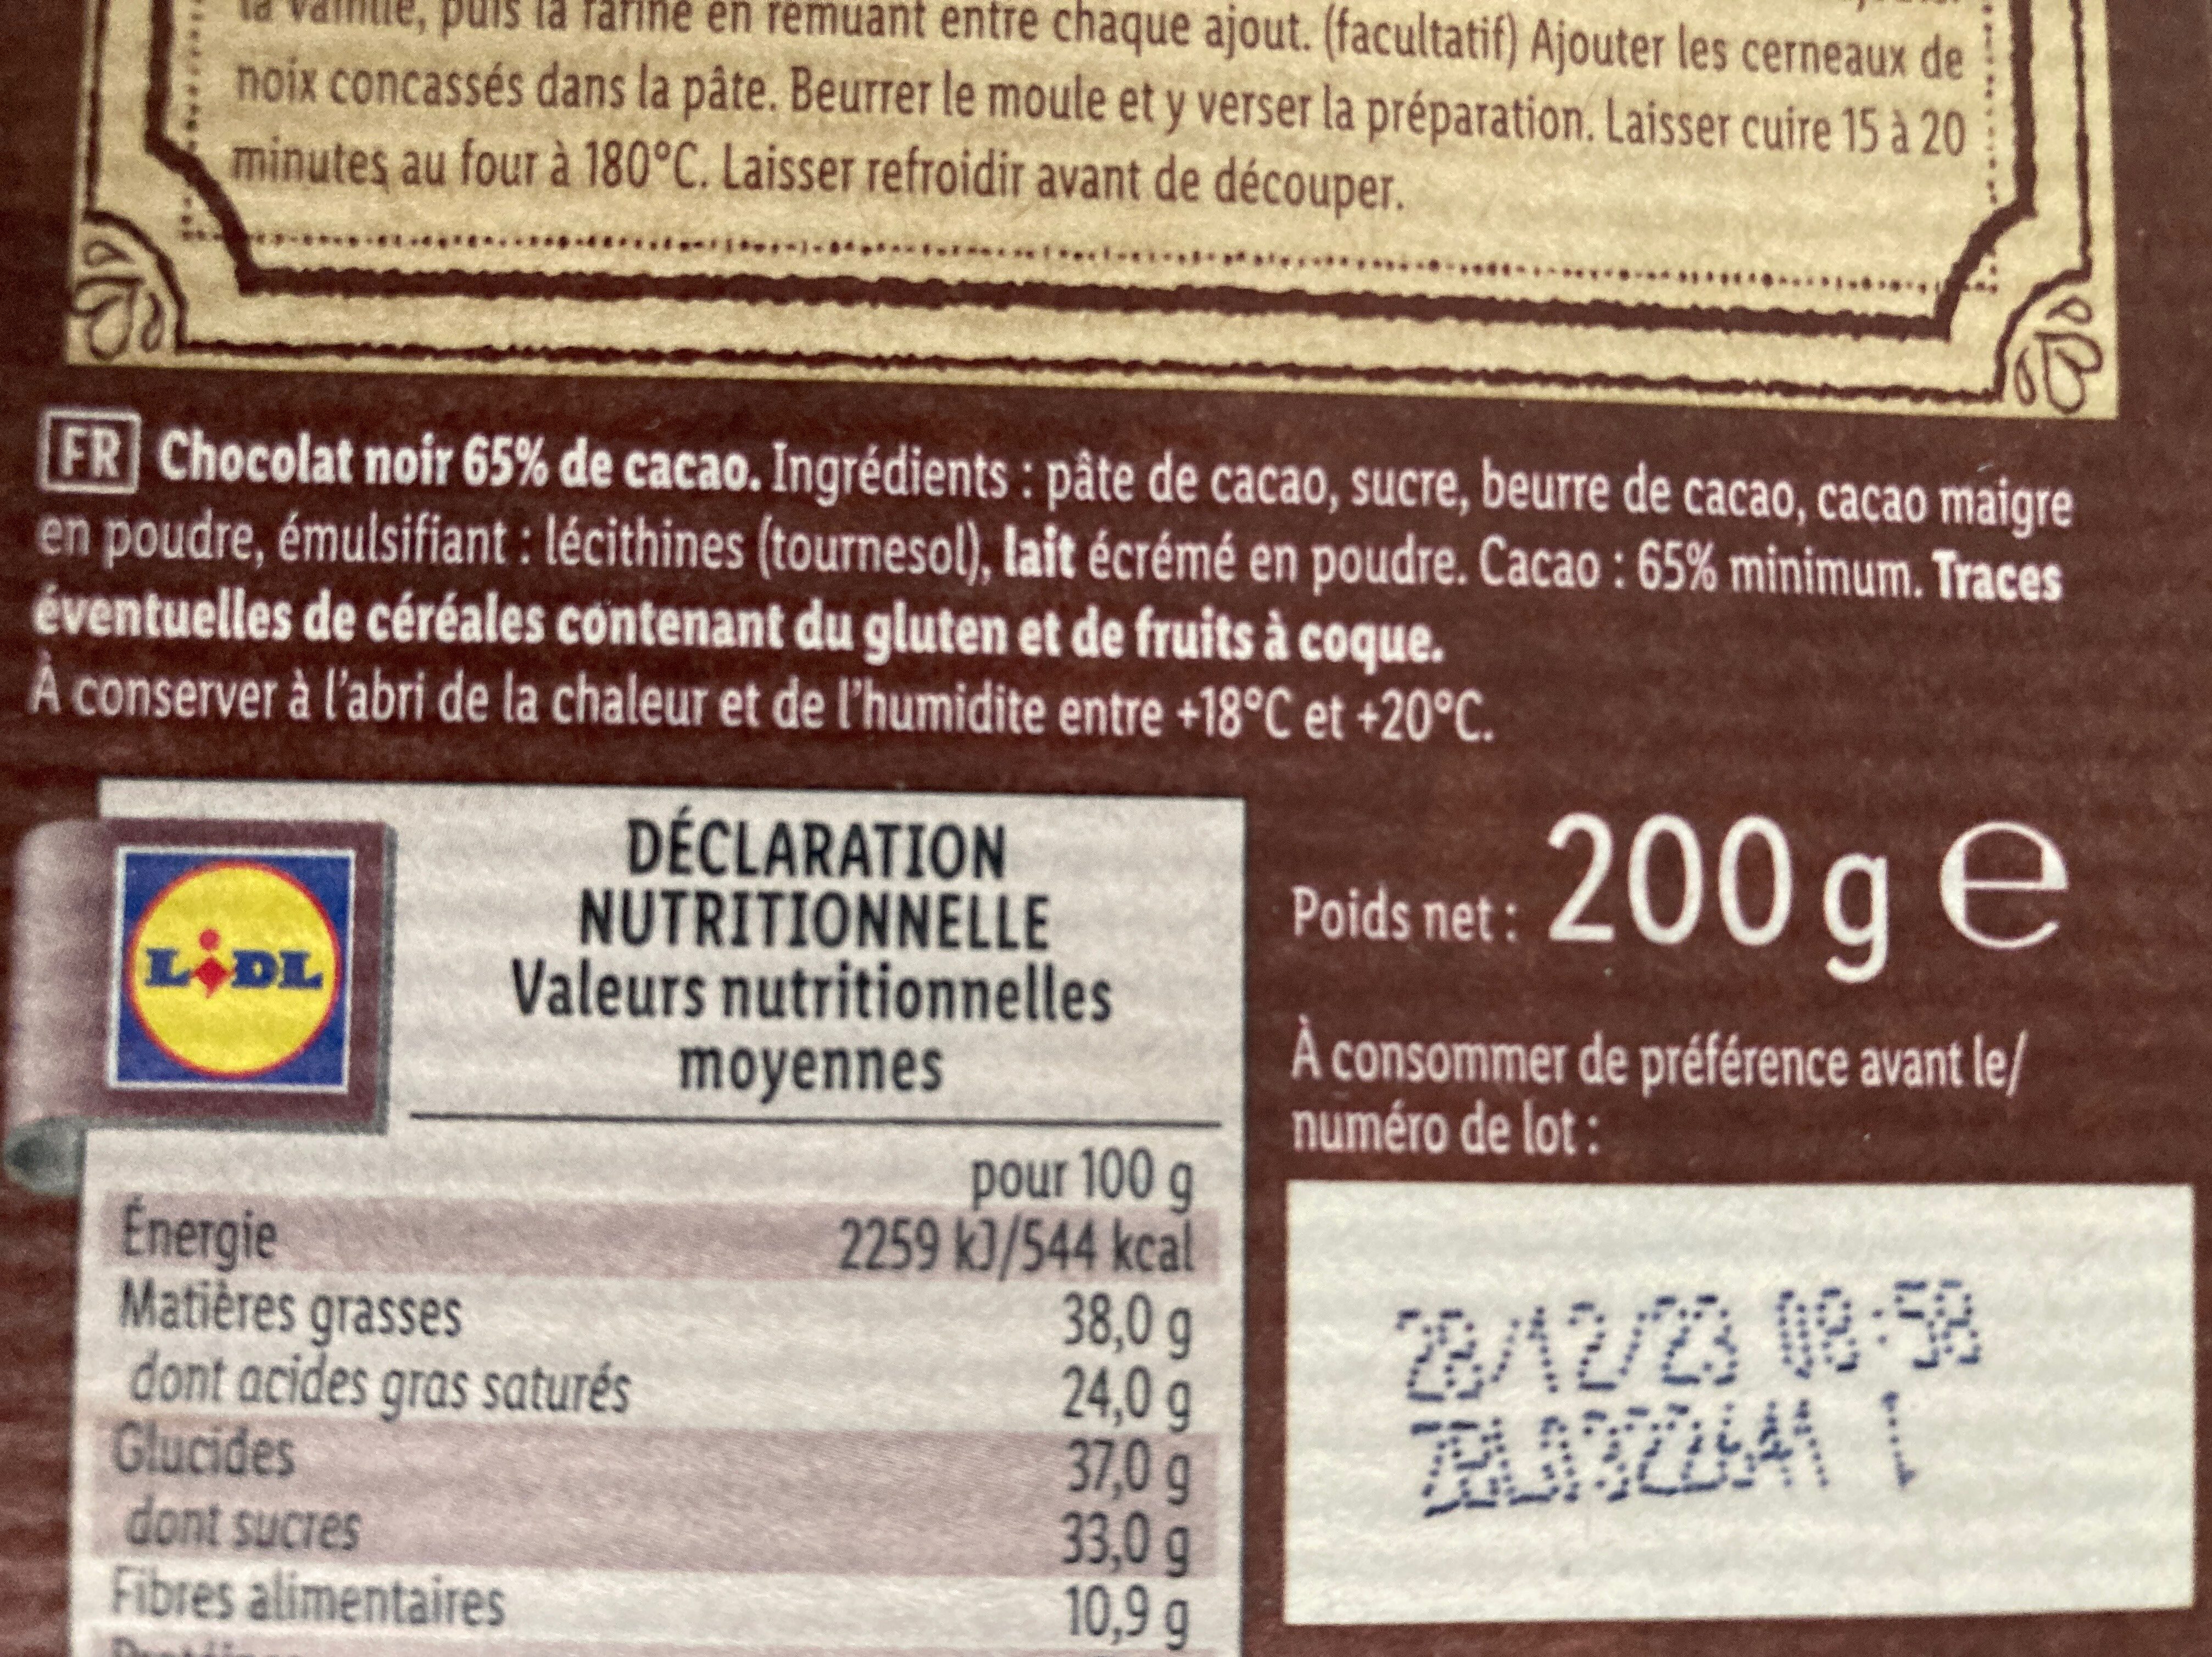 la vanille, puis la farine en remuant entre chaque ajout. (facultatif) Ajouter les cerneaux de
noix concassés dans la pâte. Beurrer le moule et y verser la préparation. Laisser cuire 15 à 20
minutes au four à 180°C. Laisser refroidir avant de découper.
FR Chocolat noir 65% de cacao. Ingrédients : pâte de cacao, sucre, beurre de cacao, cacao maigre
en poudre, émulsifiant : lécithines (tournesol), lait écrémé en poudre. Cacao : 65% minimum. Traces
éventuelles de céréales contenant du gluten et de fruits à coque.
À conserver à l'abri de la chaleur et de l'humidite entre +18°C et +20°C.
LIDL
DÉCLARATION
NUTRITIONNELLE
Valeurs nutritionnelles
moyennes
pour 100 g
Énergie 2259 kJ/544 kcal
Matières grasses 38,0 g
dont acides gras saturés 24,0 g
Glucides 37,0 g
dont sucres 33,0 g
Fibres alimentaires 10,9 g
Poids net : 200 g e
À consommer de préférence avant le/
numéro de lot :
28/12/23 08:58